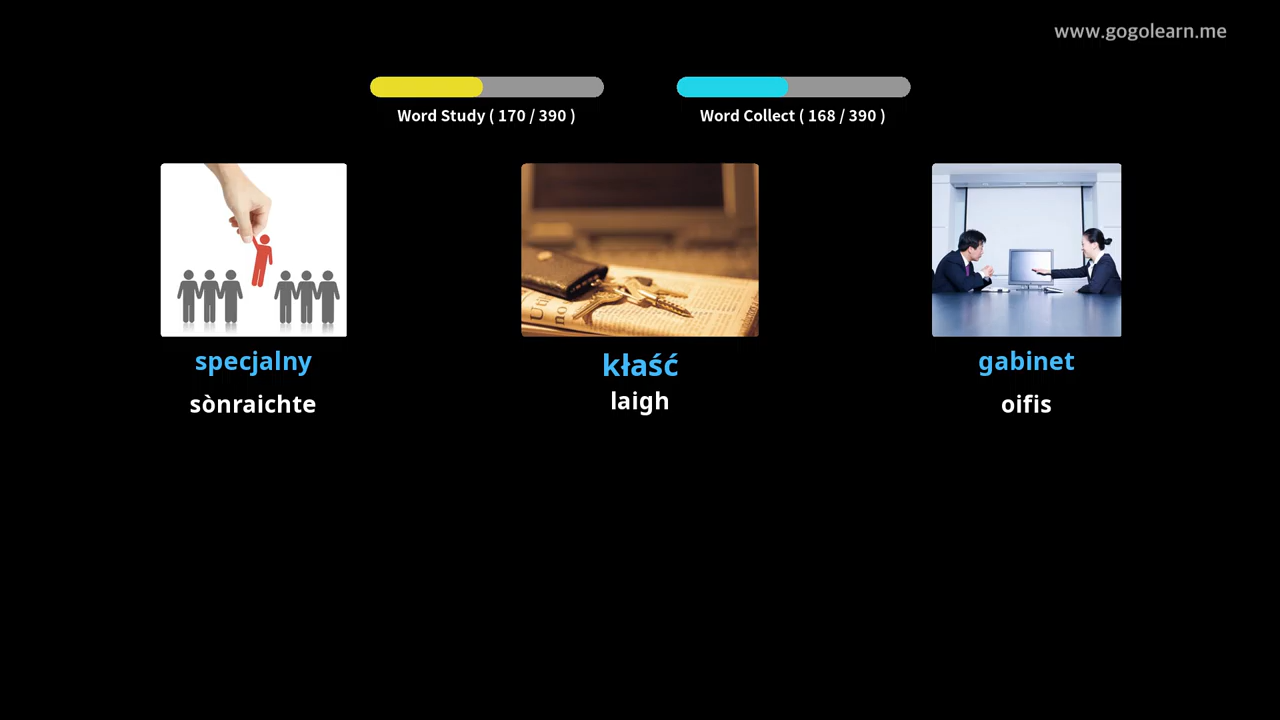 www.gogolearn.me
Word Study ( 170 / 390 )
Word Collect ( 168 / 390 )
specjalny
kłaść
gabinet
sònraichte
laigh
oifis